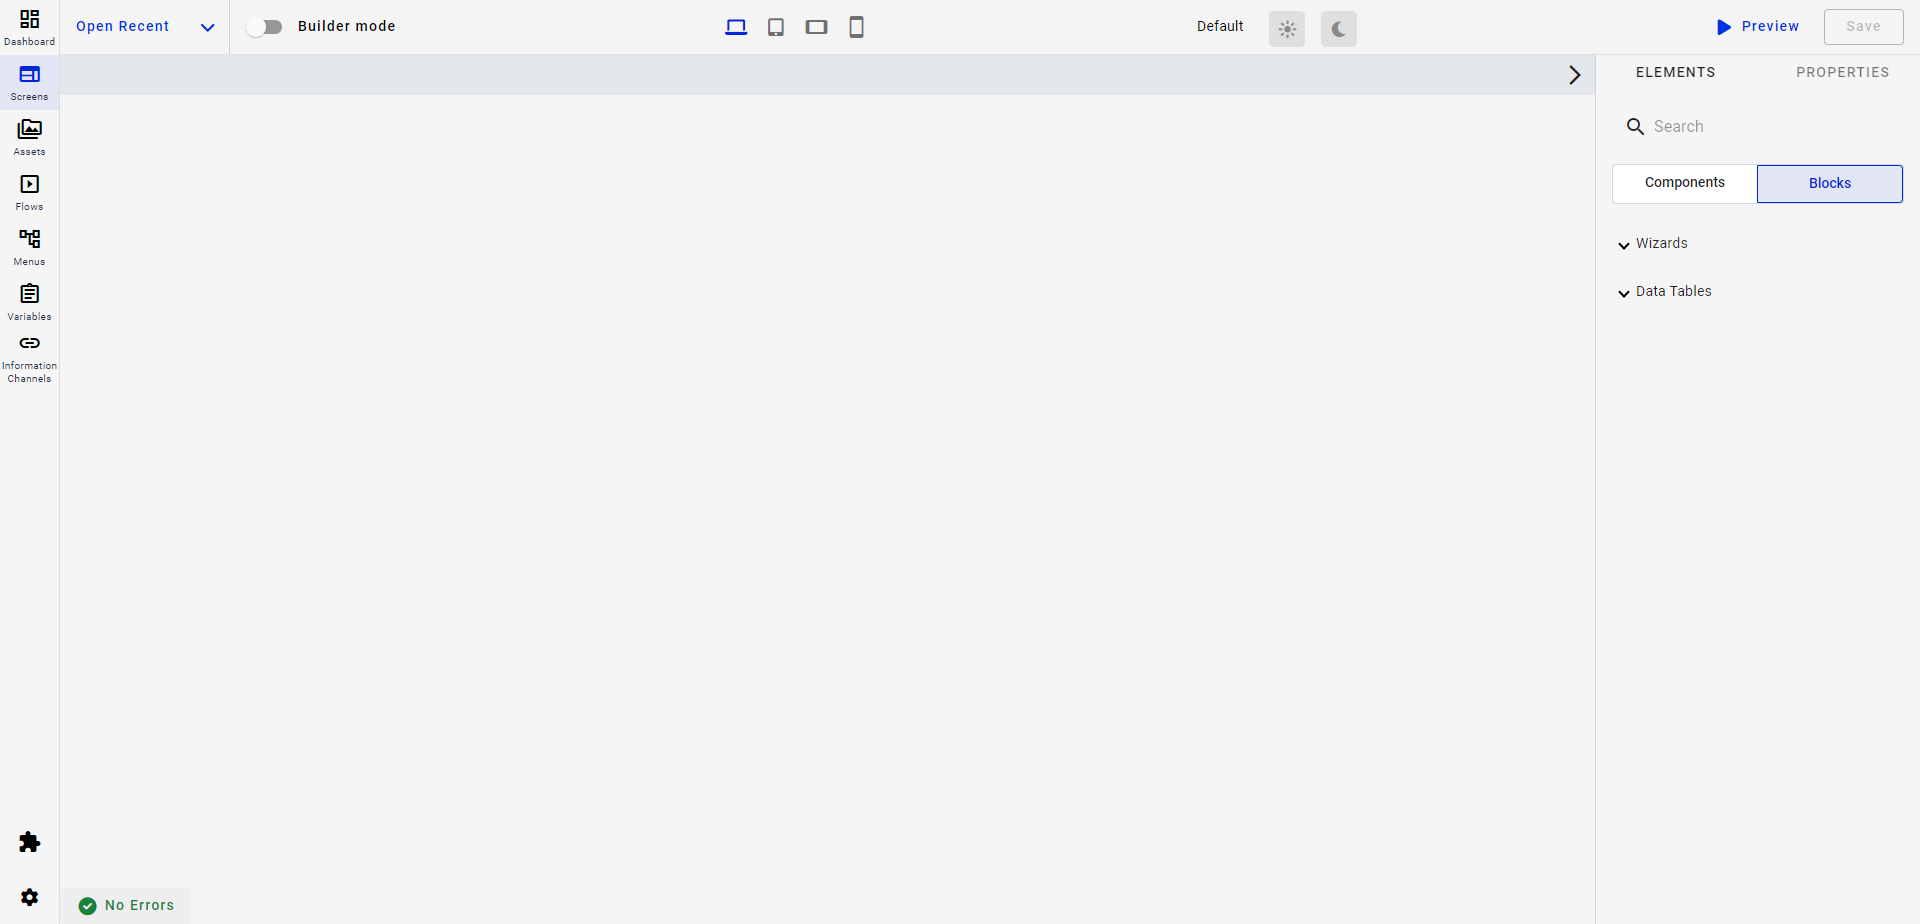 Dashboard
Open Recent
Builder mode
Default
Preview
Save
Screens
ELEMENTS
PROPERTIES
Search
Assets
Components
Blocks
Flows
Wizards
Menus
Data Tables
Variables
Information
Channels
No Errors